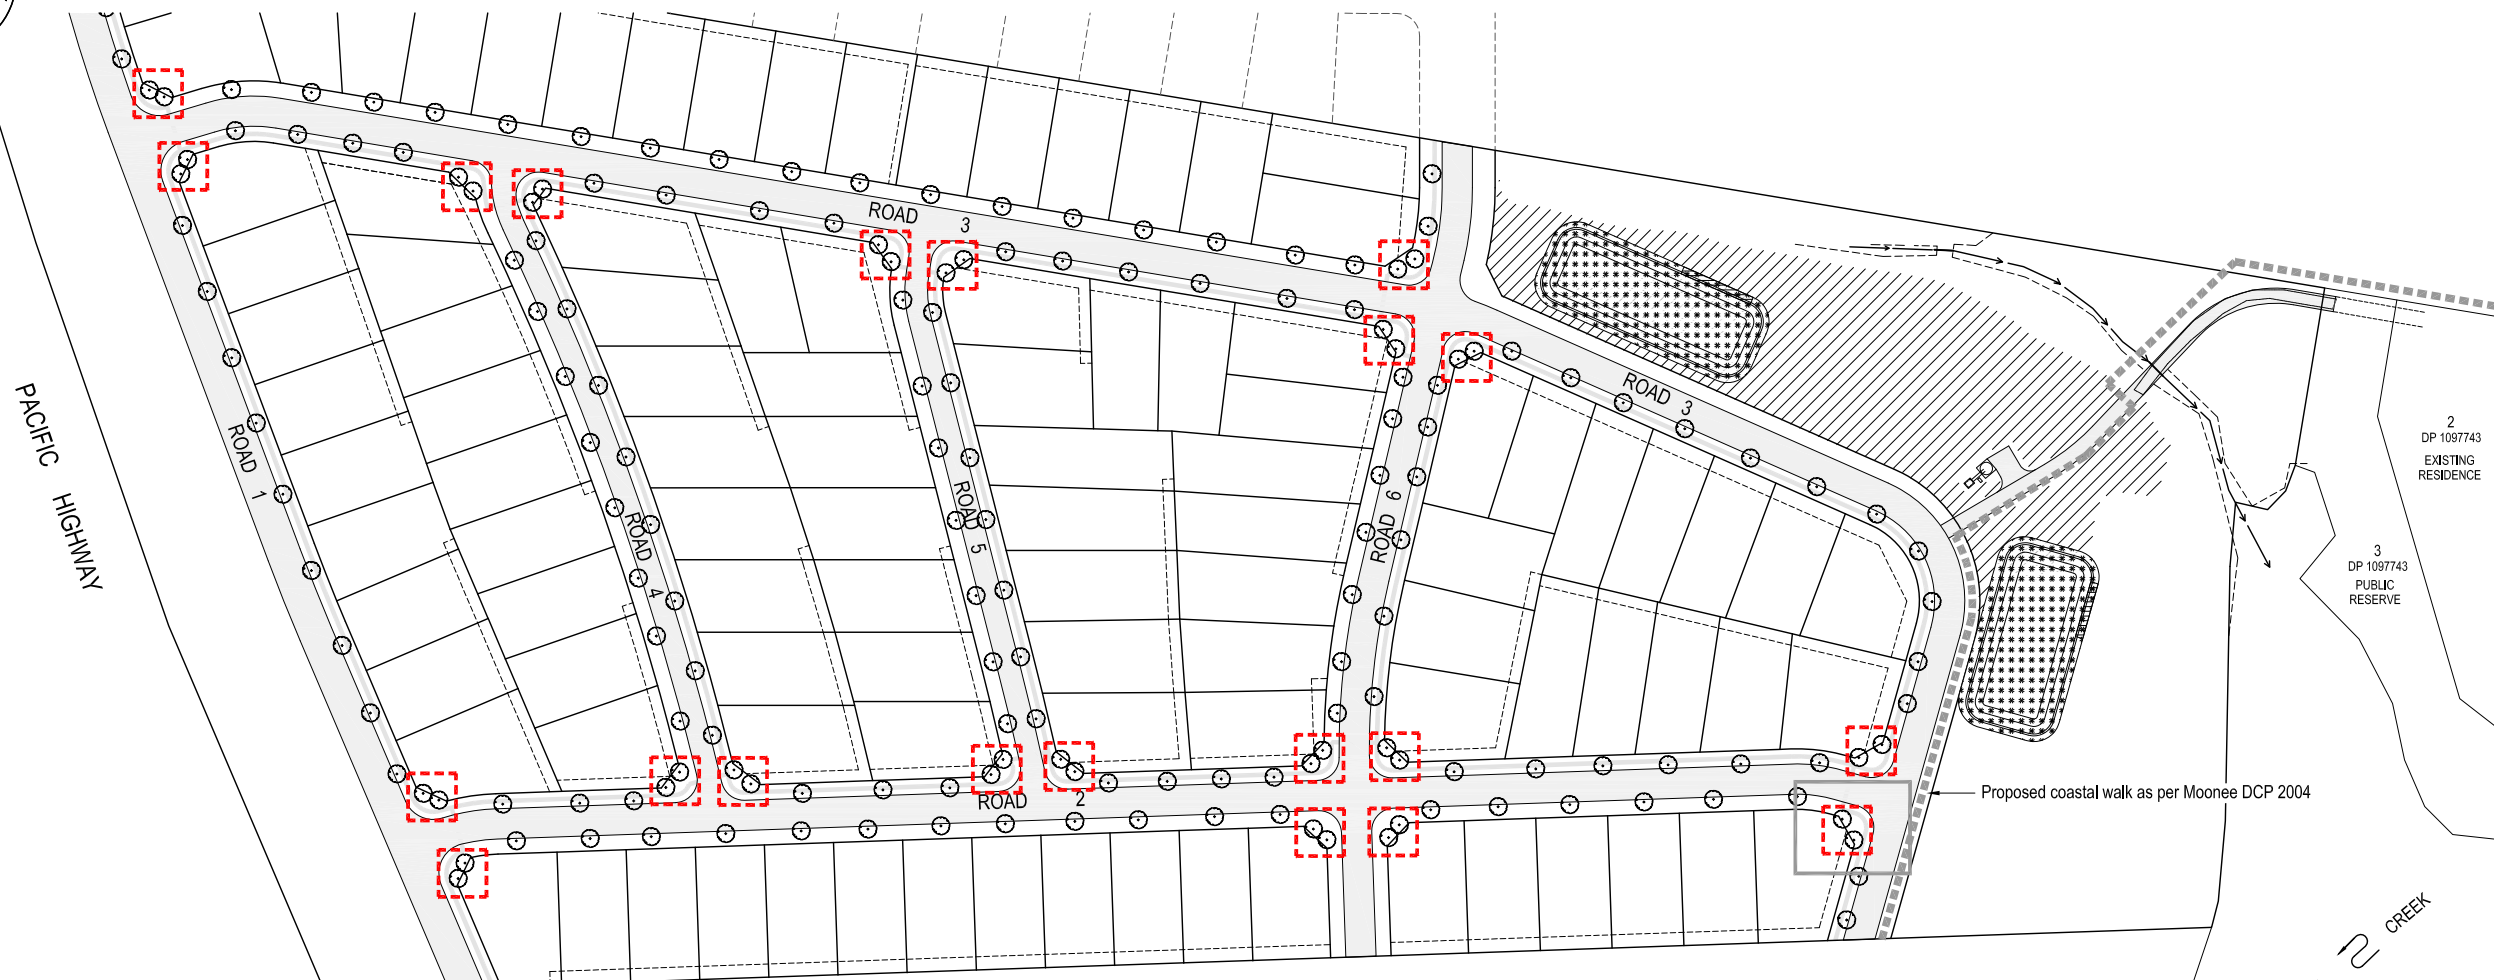 ROAD 3
PACIFIC HIGHWAY
ROAD 1
ROAD 4
ROAD 5
ROAD 6
ROAD 3
2
DP 1097743
EXISTING
RESIDENCE
3
DP 1097743
PUBLIC
RESERVE
ROAD 2
Proposed coastal walk as per Moonee DCP 2004
CREEK